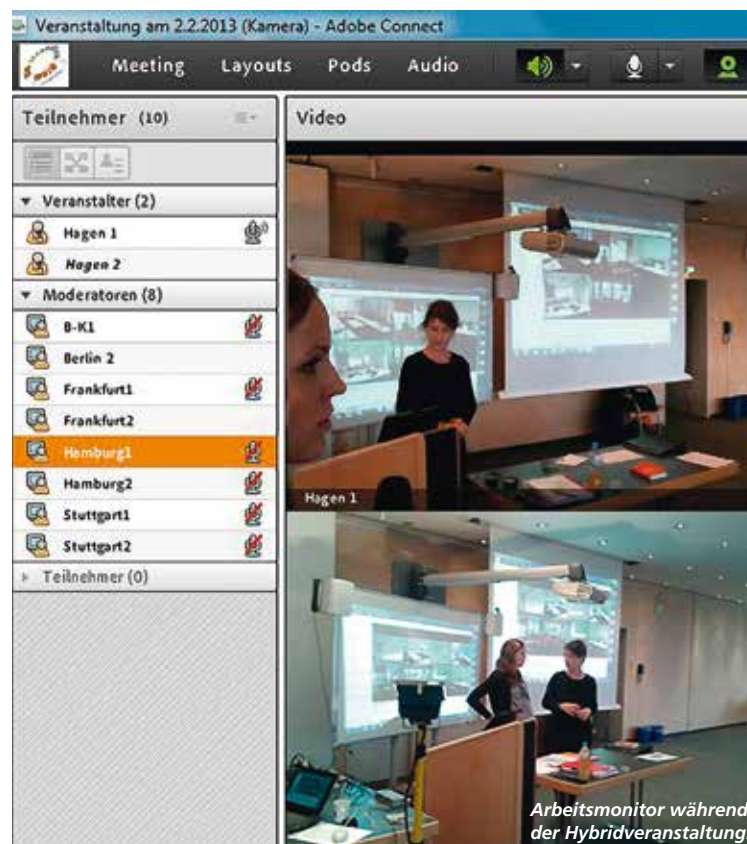 Veranstaltung am 2.2.2013 (Kamera) - Adobe Connect
Meeting Layouts Pods Audio
Teilnehmer (10)
Veranstalter (2)
Hagen 1
Hagen 2
Moderatoren (8)
B-K1
Berlin 2
Frankfurt1
Frankfurt2
Hamburg1
Hamburg2
Stuttgart1
Stuttgart2
Teilnehmer (0)
Video
Hagen 1
Arbeitsmonitor während
der Hybridveranstaltung.